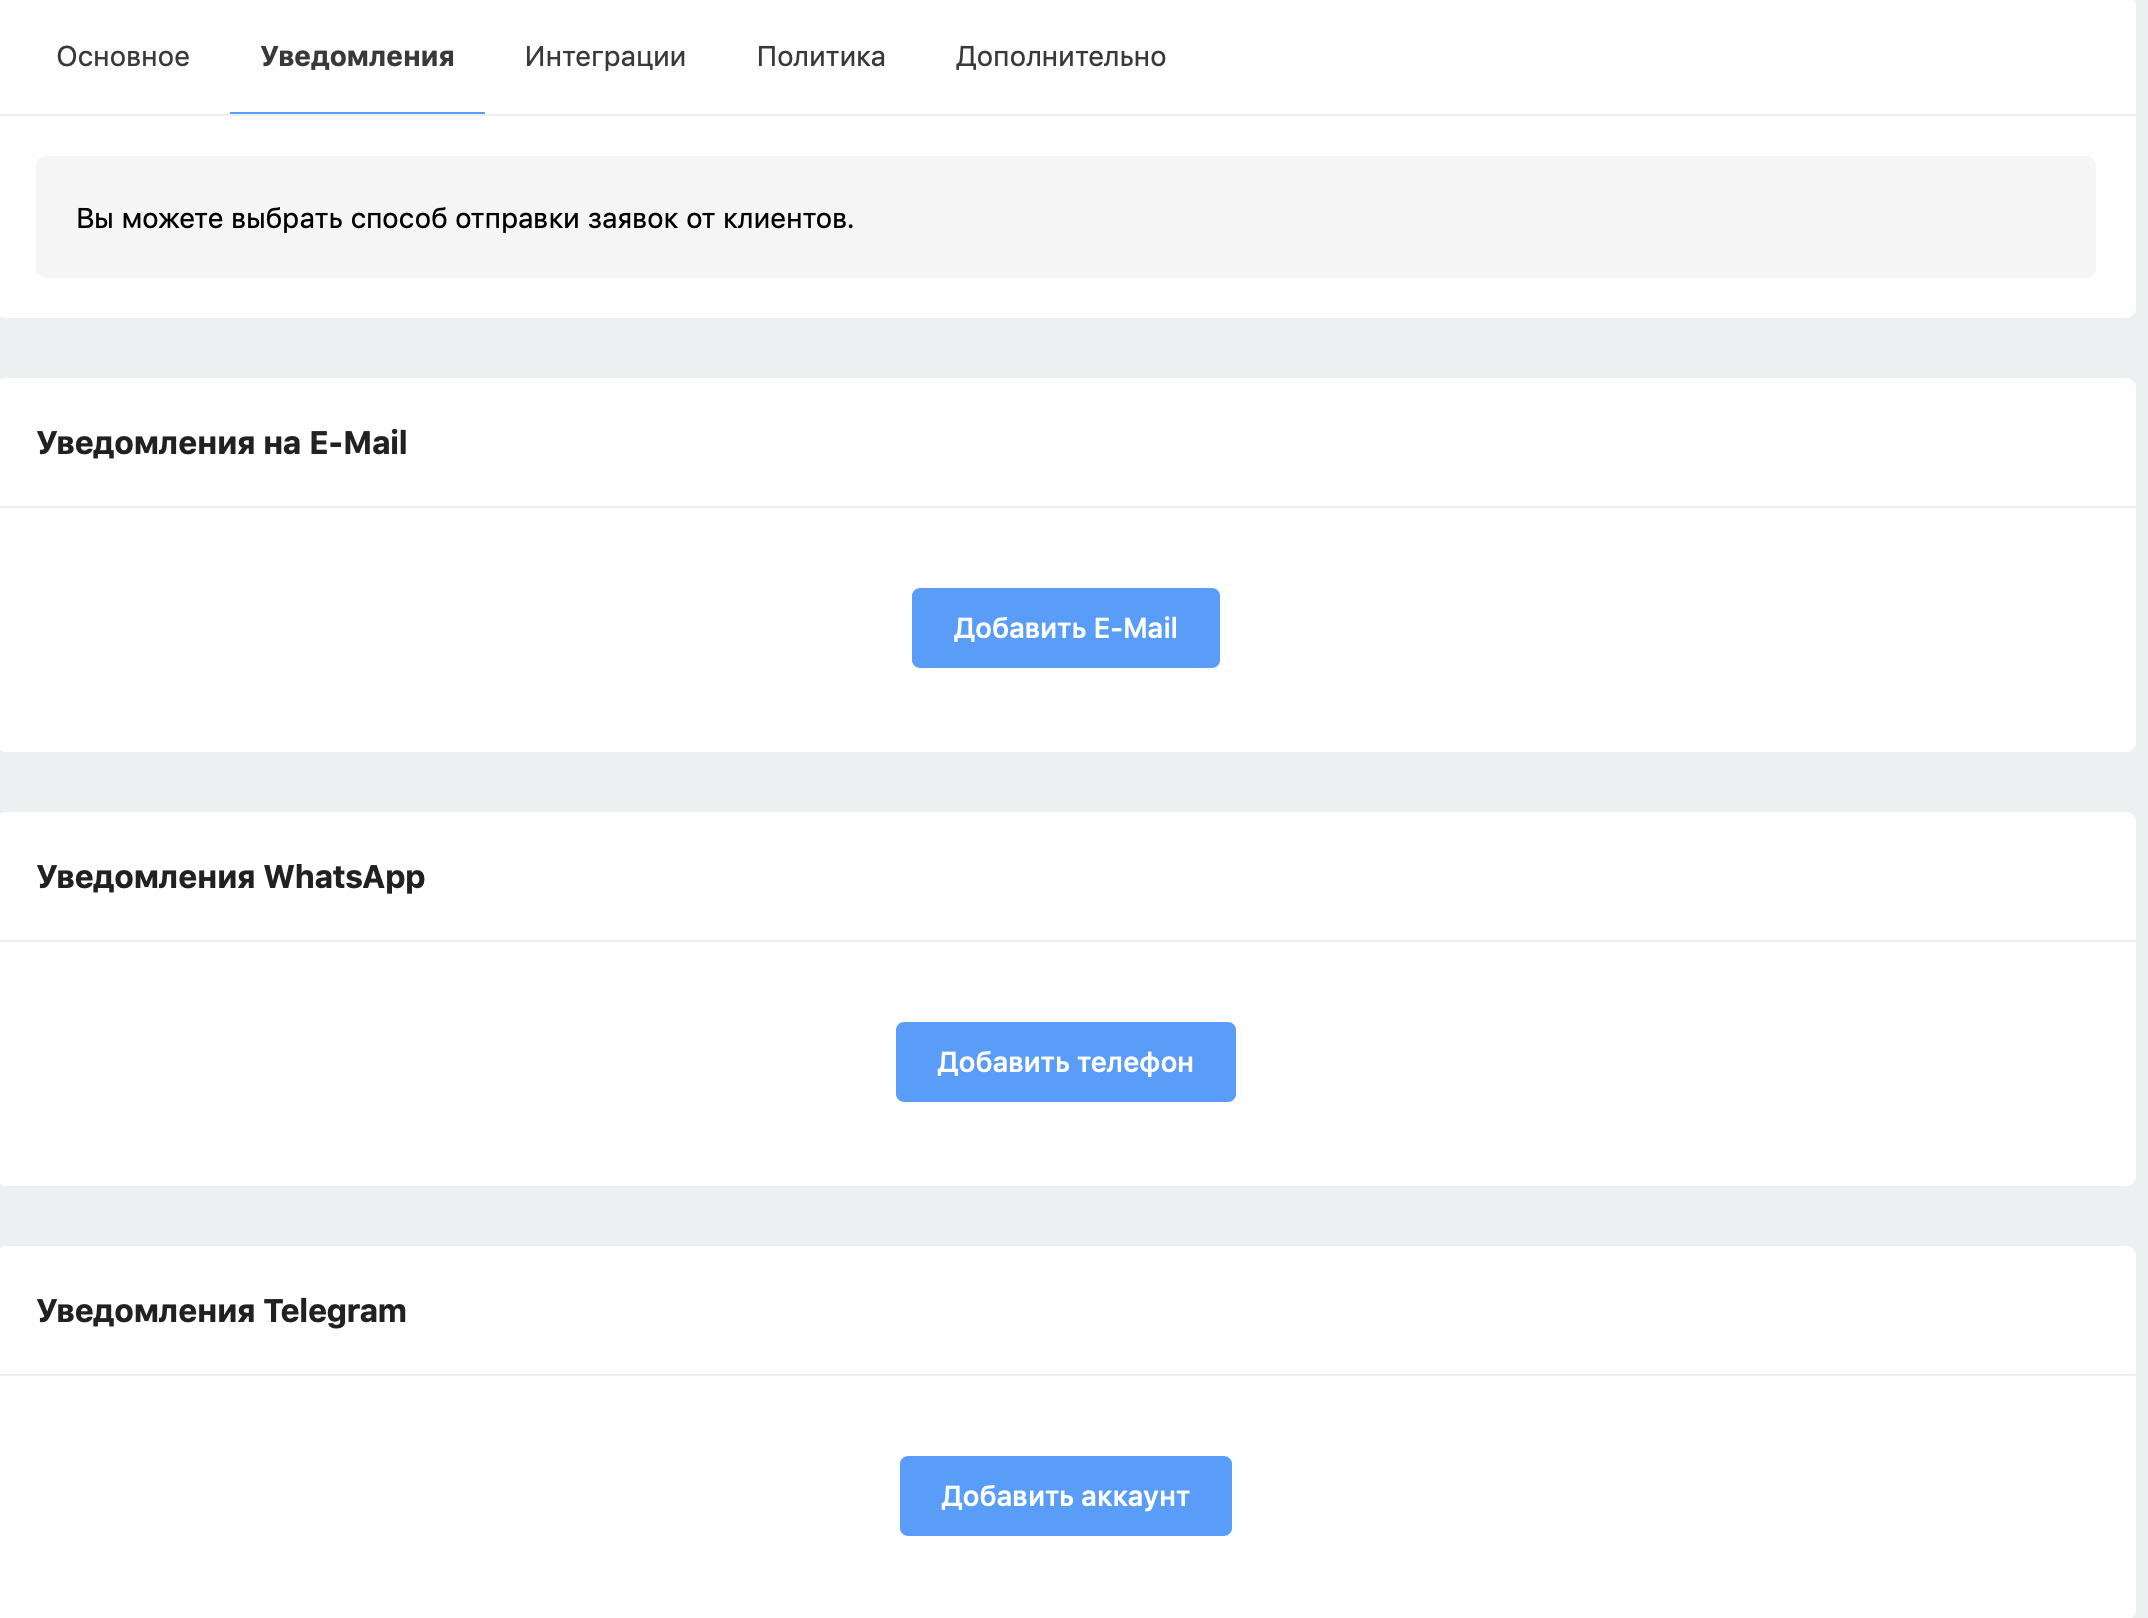 Основное Уведомления Интеграции Политика Дополнительно
Вы можете выбрать способ отправки заявок от клиентов.
Уведомления на E-Mail
Добавить E-Mail
Уведомления WhatsApp
Добавить телефон
Уведомления Telegram
Добавить аккаунт